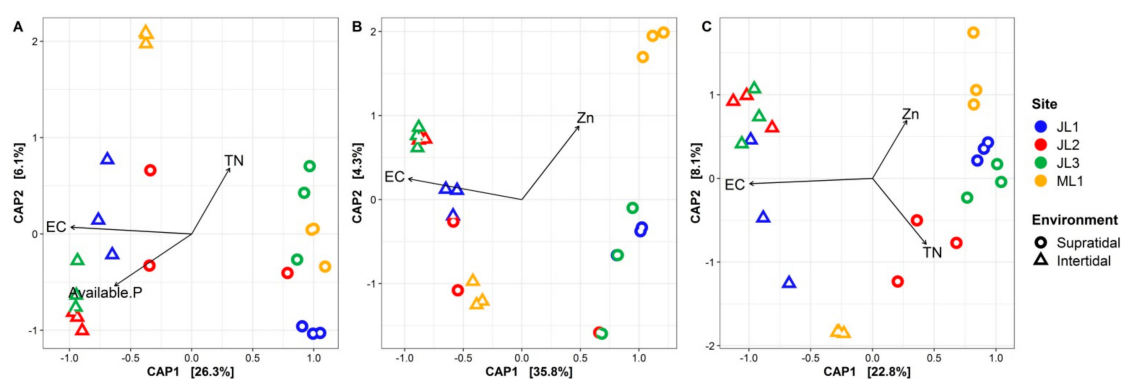 A
B
C
2
1
0
-1
CAP2 [6.1%]
EC
TN
Available.P
-1.0
-0.5
0.0
0.5
1.0
CAP1 [26.3%]
2
1
0
-1
CAP2 [4.3%]
EC
Zn
-1.0
-0.5
0.0
0.5
1.0
CAP1 [35.8%]
1
0
-1
-2
CAP2 [8.1%]
EC
Zn
TN
-1.0
-0.5
0.0
0.5
1.0
CAP1 [22.8%]
Site
JL1
JL2
JL3
ML1
Environment
Supratidal
Intertidal